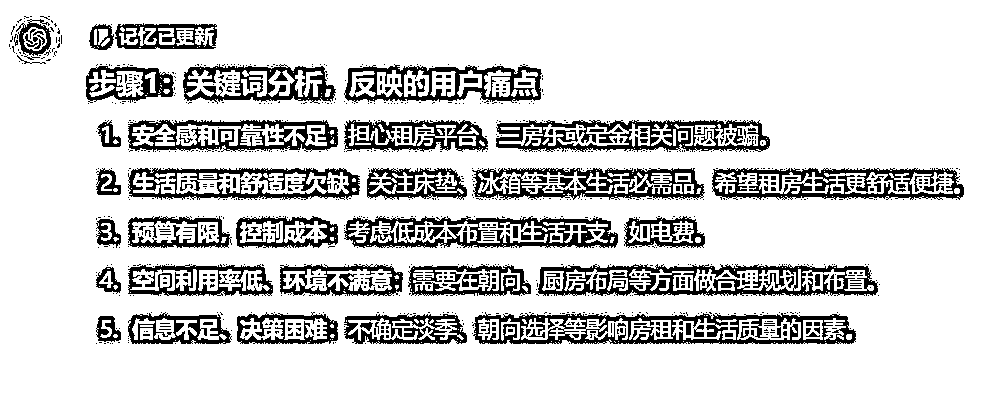 记忆已更新
步骤1：关键词分析，反映的用户痛点
1. 安全感和可靠性不足：担心租房平台、二房东或定金相关问题被骗。
2. 生活质量和舒适度欠缺：关注床垫、冰箱等基本生活必需品，希望租房生活更舒适便捷。
3. 预算有限，控制成本：考虑低成本布置和生活开支，如电费。
4. 空间利用率低、环境不满意：需要在朝向、厨房布局等方面做合理规划和布置。
5. 信息不足、决策困难：不确定淡季、朝向选择等影响房租和生活质量的因素。